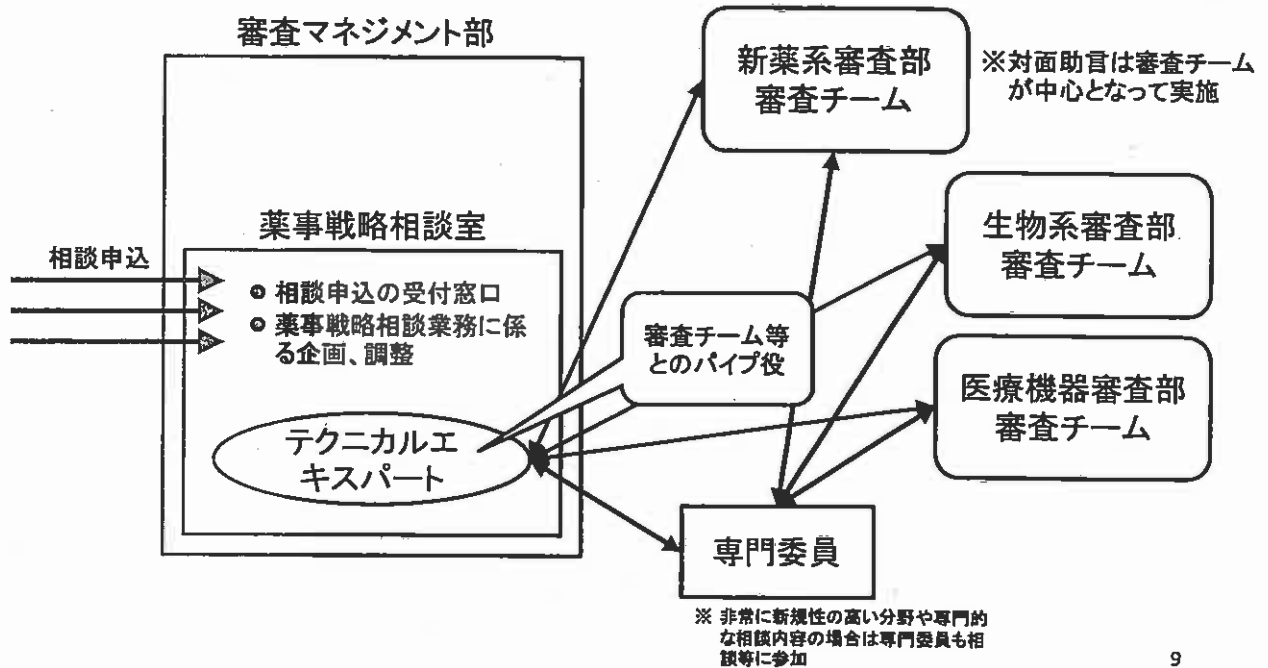 審査マネジメント部
新薬系審査部
審査チーム
※対面助言は審査チーム
が中心となって実施
薬事戦略相談室
生物系審査部
審査チーム
相談申込
相談申込の受付窓口
薬事戦略相談業務に係
る企画、調整
審査チーム等
とのパイプ役
医療機器審査部
審査チーム
テクニカルエ
キスパート
専門委員
※ 非常に新規性の高い分野や専門的
な相談内容の場合は専門委員も相
談等に参加
9